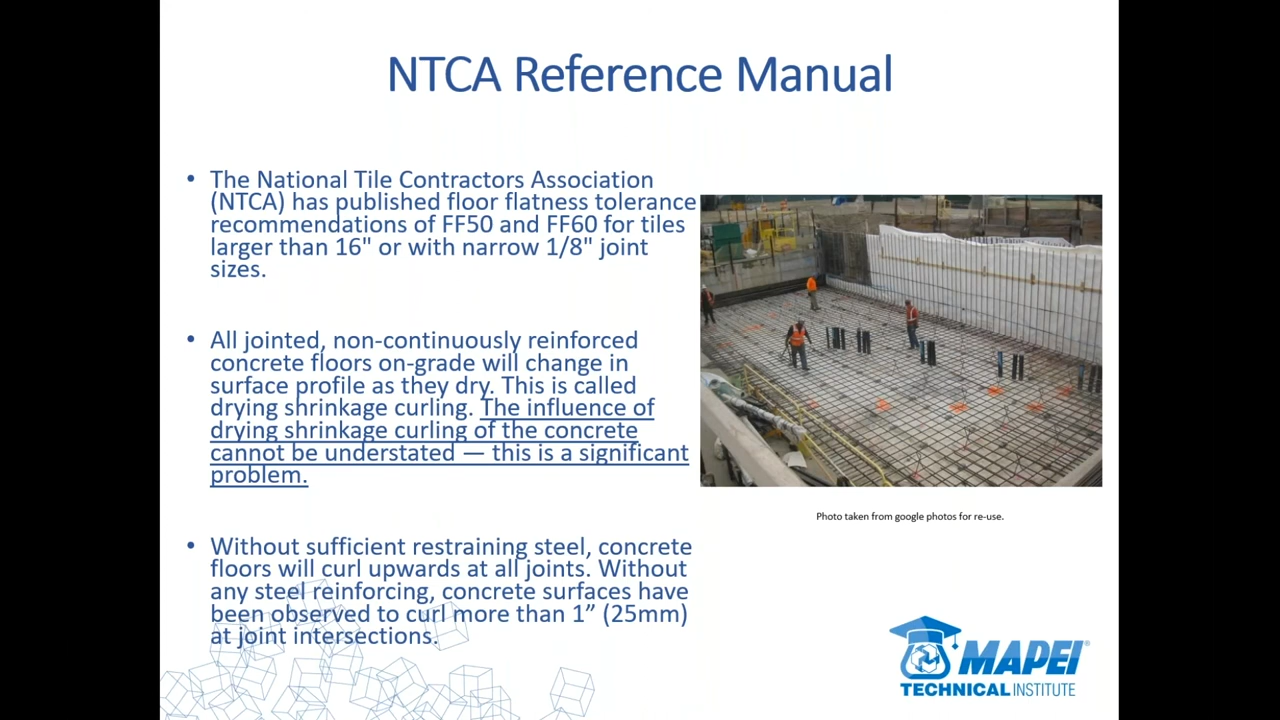 NTCA Reference Manual
• The National Tile Contractors Association
(NTCA) has published floor flatness tolerance
recommendations of FF50 and FF60 for tiles
larger than 16" or with narrow 1/8" joint
sizes.
• All jointed, non-continuously reinforced
concrete floors on-grade will change in
surface profile as they dry. This is called
drying shrinkage curling. The influence of
drying shrinkage curling of the concrete
cannot be understated — this is a significant
problem.
• Without sufficient restraining steel, concrete
floors will curl upwards at all joints. Without
any steel reinforcing, concrete surfaces have
been observed to curl more than 1” (25mm)
at joint intersections.
Photo taken from google photos for re-use.
MAPEI®
TECHNICAL INSTITUTE